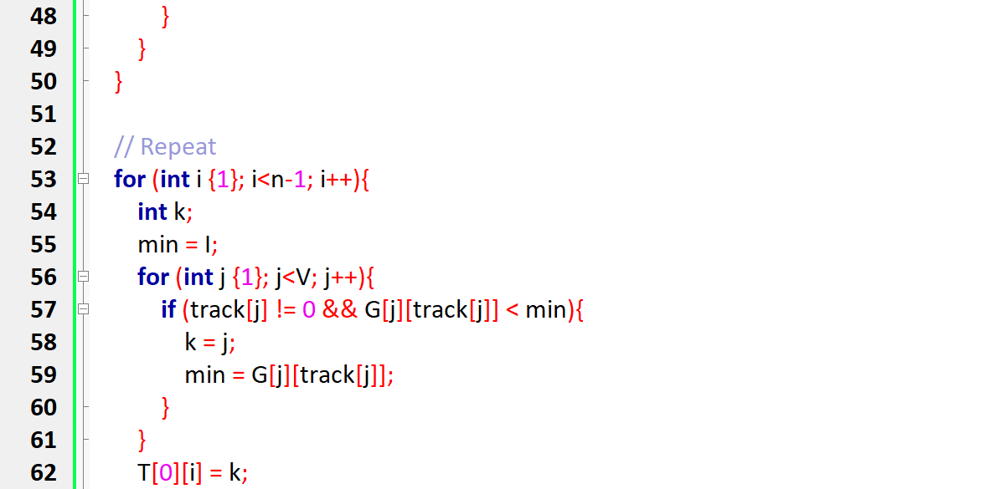 48 }
49 }
50 }
51
52 // Repeat
53 for (int i {1}; i<n-1; i++){
54 int k;
55 min = I;
56 for (int j {1}; j<V; j++){
57 if (track[j] != 0 && G[j][track[j]] < min){
58 k = j;
59 min = G[j][track[j]];
60 }
61 }
62 T[0][i] = k;